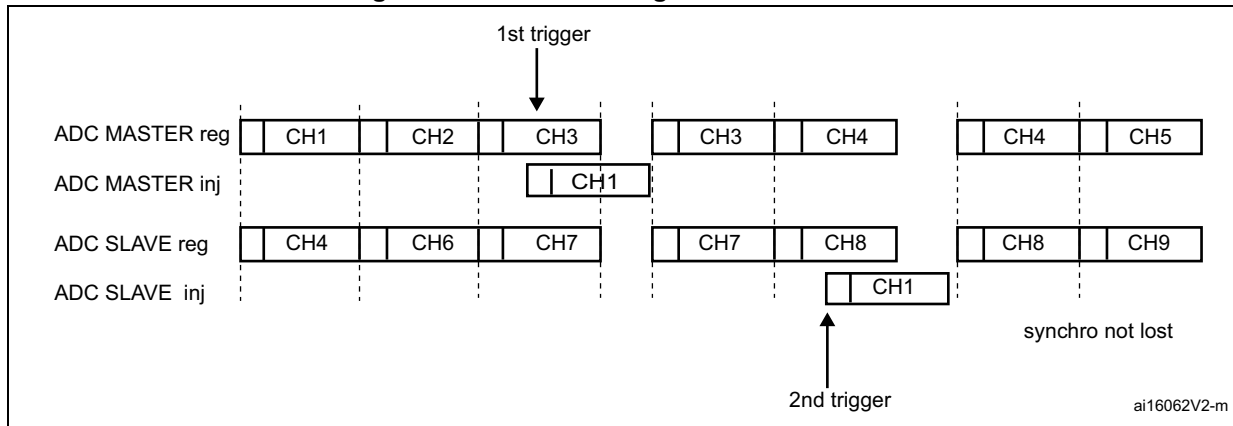 1st trigger
ADC MASTER reg CH1 CH2 CH3 CH3 CH4 CH4 CH5
ADC MASTER inj CH1
ADC SLAVE reg CH4 CH6 CH7 CH7 CH8 CH8 CH9
ADC SLAVE inj CH1
synchro not lost
2nd trigger
ai16062V2-m